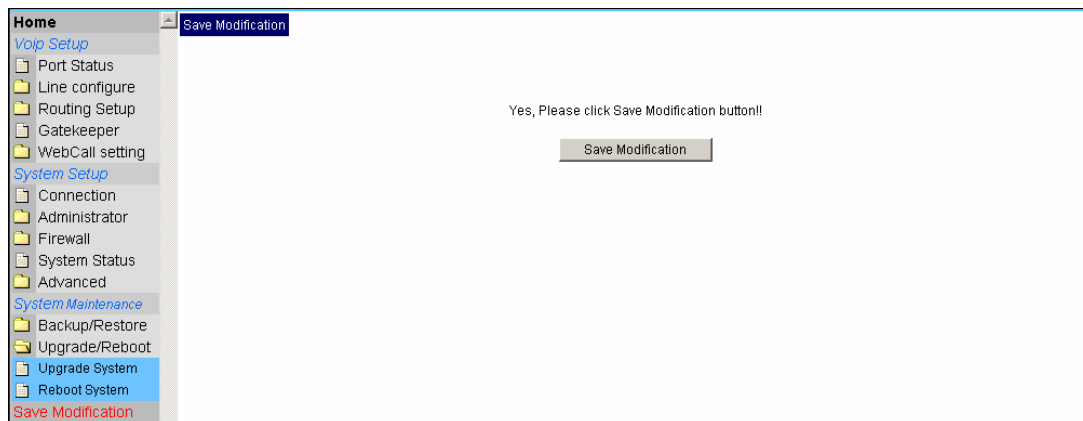 Home
Voip Setup
Port Status
Line configure
Routing Setup
Gatekeeper
WebCall setting
System Setup
Connection
Administrator
Firewall
System Status
Advanced
System Maintenance
Backup/Restore
Upgrade/Reboot
Upgrade System
Reboot System
Save Modification
Save Modification
Yes, Please click Save Modification button!!
Save Modification